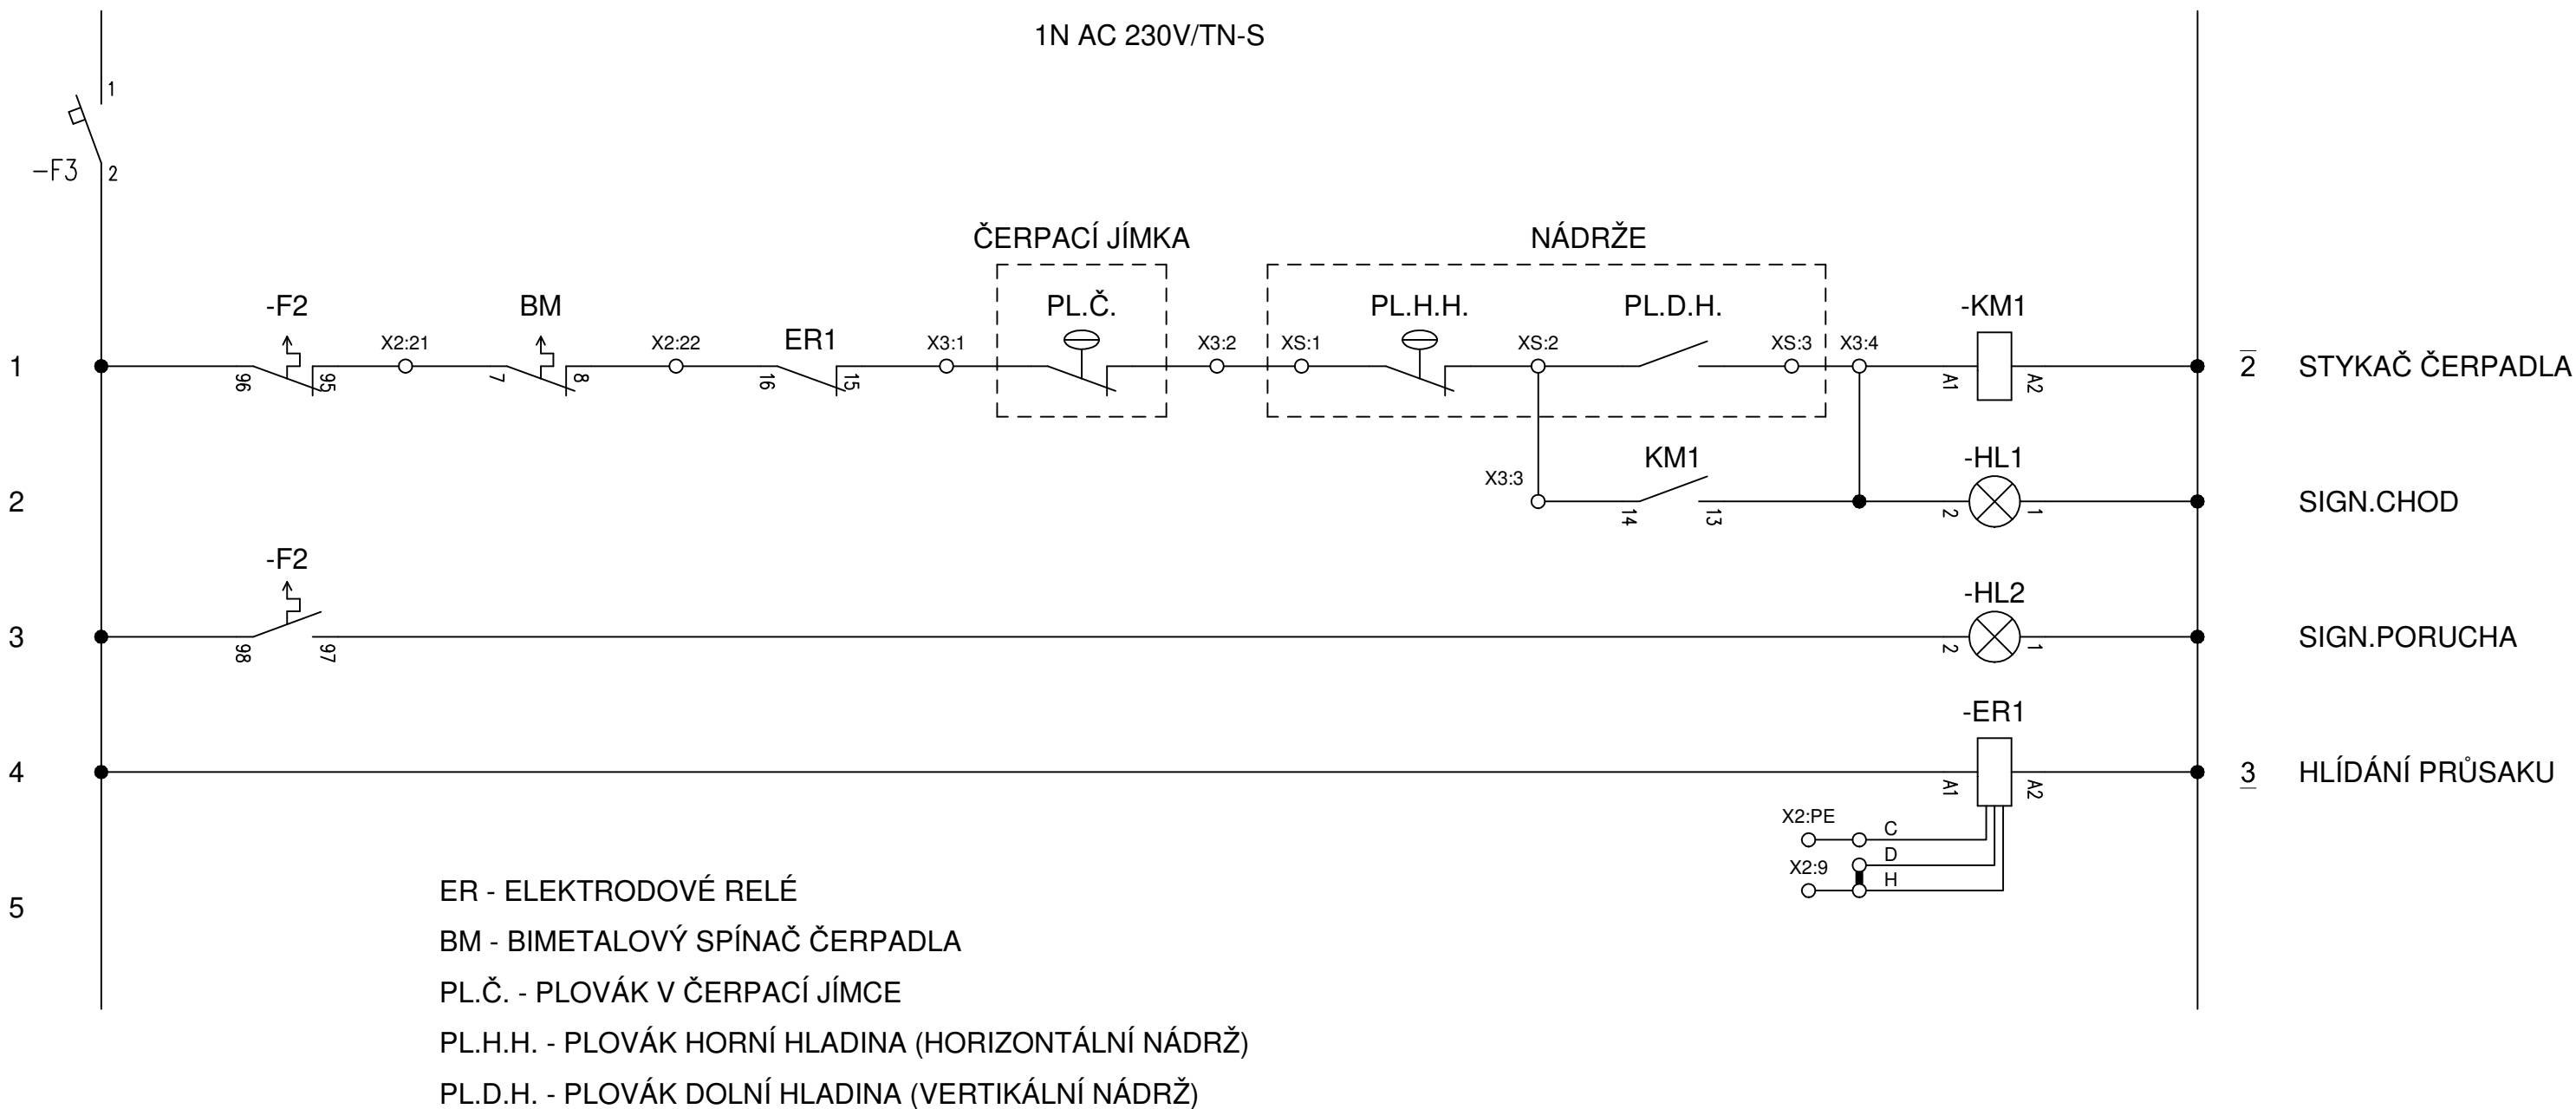 1N AC 230V/TN-S
1
-F3
2
ČERPACÍ JÍMKA
NÁDRŽE
-F2
BM
ER1
PL.Č.
PL.H.H.
PL.D.H.
-KM1
X2:21
X2:22
X3:1
X3:2
XS:1
XS:2
XS:3
X3:4
1
96
95
7
8
16
15
A1
A2
2
STYKAČ ČERPADLA
KM1
-HL1
X3:3
2
14
13
2
1
SIGN.CHOD
-F2
-HL2
3
98
97
2
1
SIGN.PORUCHA
-ER1
4
A1
A2
3
HLÍDÁNÍ PRŮSAKU
X2:PE
C
D
X2:9
H
5
ER - ELEKTRODOVÉ RELÉ
BM - BIMETALOVÝ SPÍNAČ ČERPADLA
PL.Č. - PLOVÁK V ČERPACÍ JÍMCE
PL.H.H. - PLOVÁK HORNÍ HLADINA (HORIZONTÁLNÍ NÁDRŽ)
PL.D.H. - PLOVÁK DOLNÍ HLADINA (VERTIKÁLNÍ NÁDRŽ)